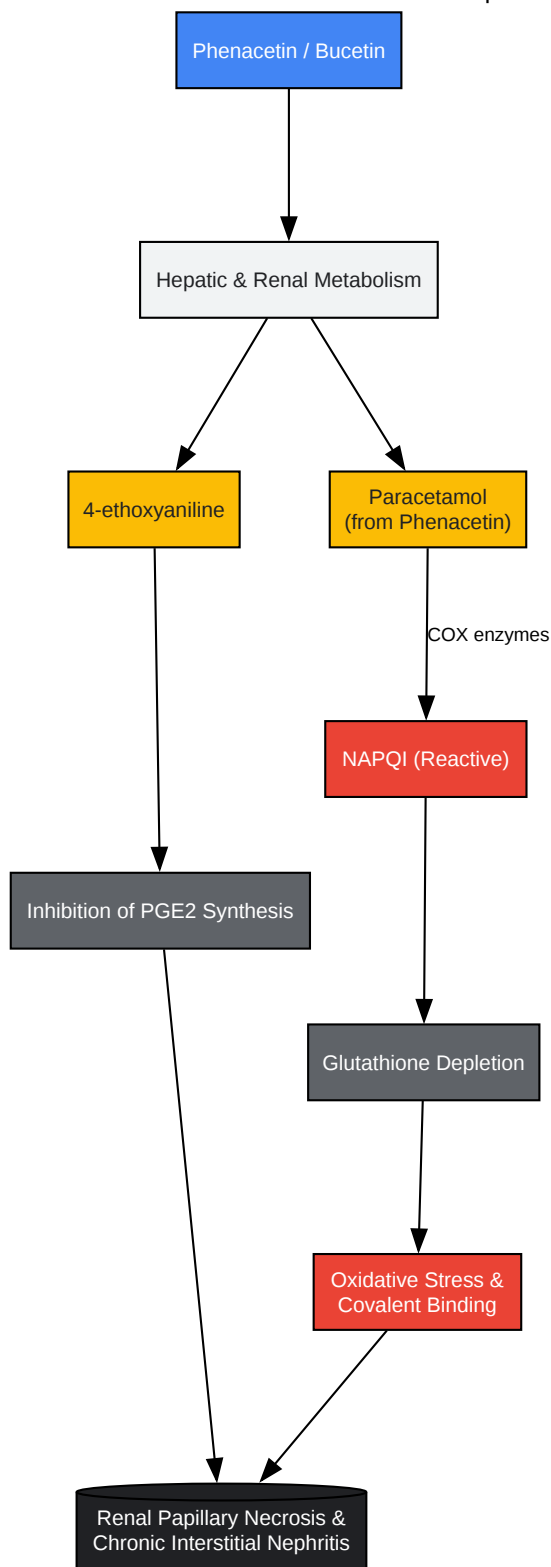 Phenacetin / Bucetin
Hepatic & Renal Metabolism
4-ethoxyaniline
Paracetamol
(from Phenacetin)
COX enzymes
NAPQI (Reactive)
Inhibition of PGE2 Synthesis
Glutathione Depletion
Oxidative Stress &
Covalent Binding
Renal Papillary Necrosis &
Chronic Interstitial Nephritis